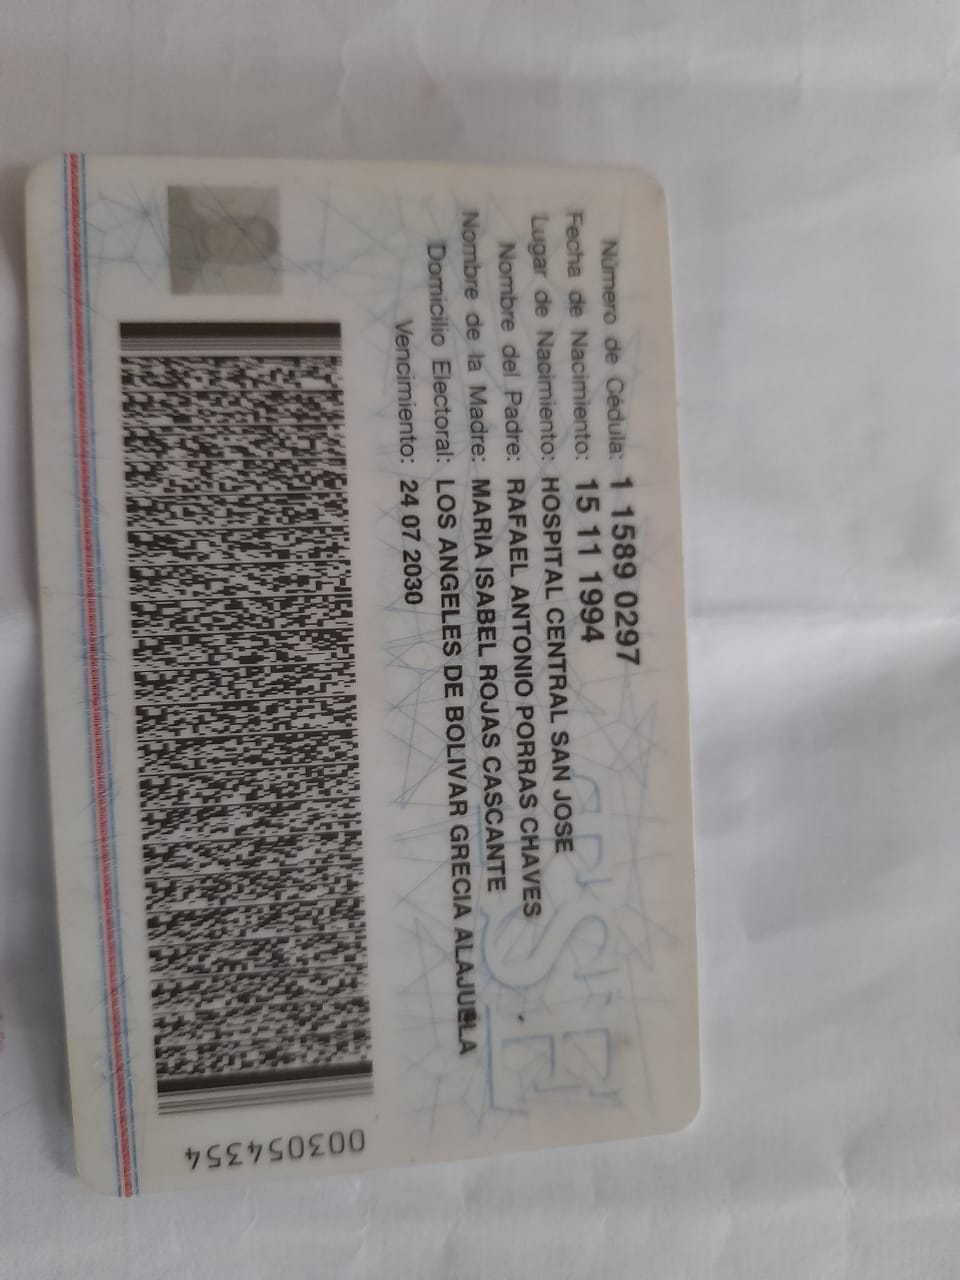 Número de Cédula: 1 1589 0297
Fecha de Nacimiento: 15 11 1994
Lugar de Nacimiento: HOSPITAL CENTRAL SAN JOSE
Nombre del Padre: RAFAEL ANTONIO PORRAS CHAVES
Nombre de la Madre: MARIA ISABEL ROJAS CASCANTE
Domicilio Electoral: LOS ANGELES DE BOLIVAR GRECIA ALAJUELA
Vencimiento: 24 07 2030
003054354